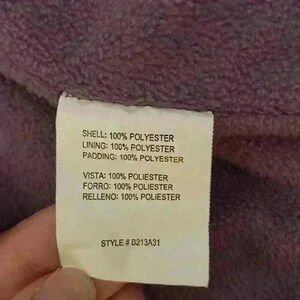 SHELL: 100% POLYESTER
LINING: 100% POLYESTER
PADDING: 100% POLYESTER
VISTA: 100% POLIESTER
FORRO: 100% POLIESTER
RELLENO: 100% POLIESTER
STYLE # B213A31